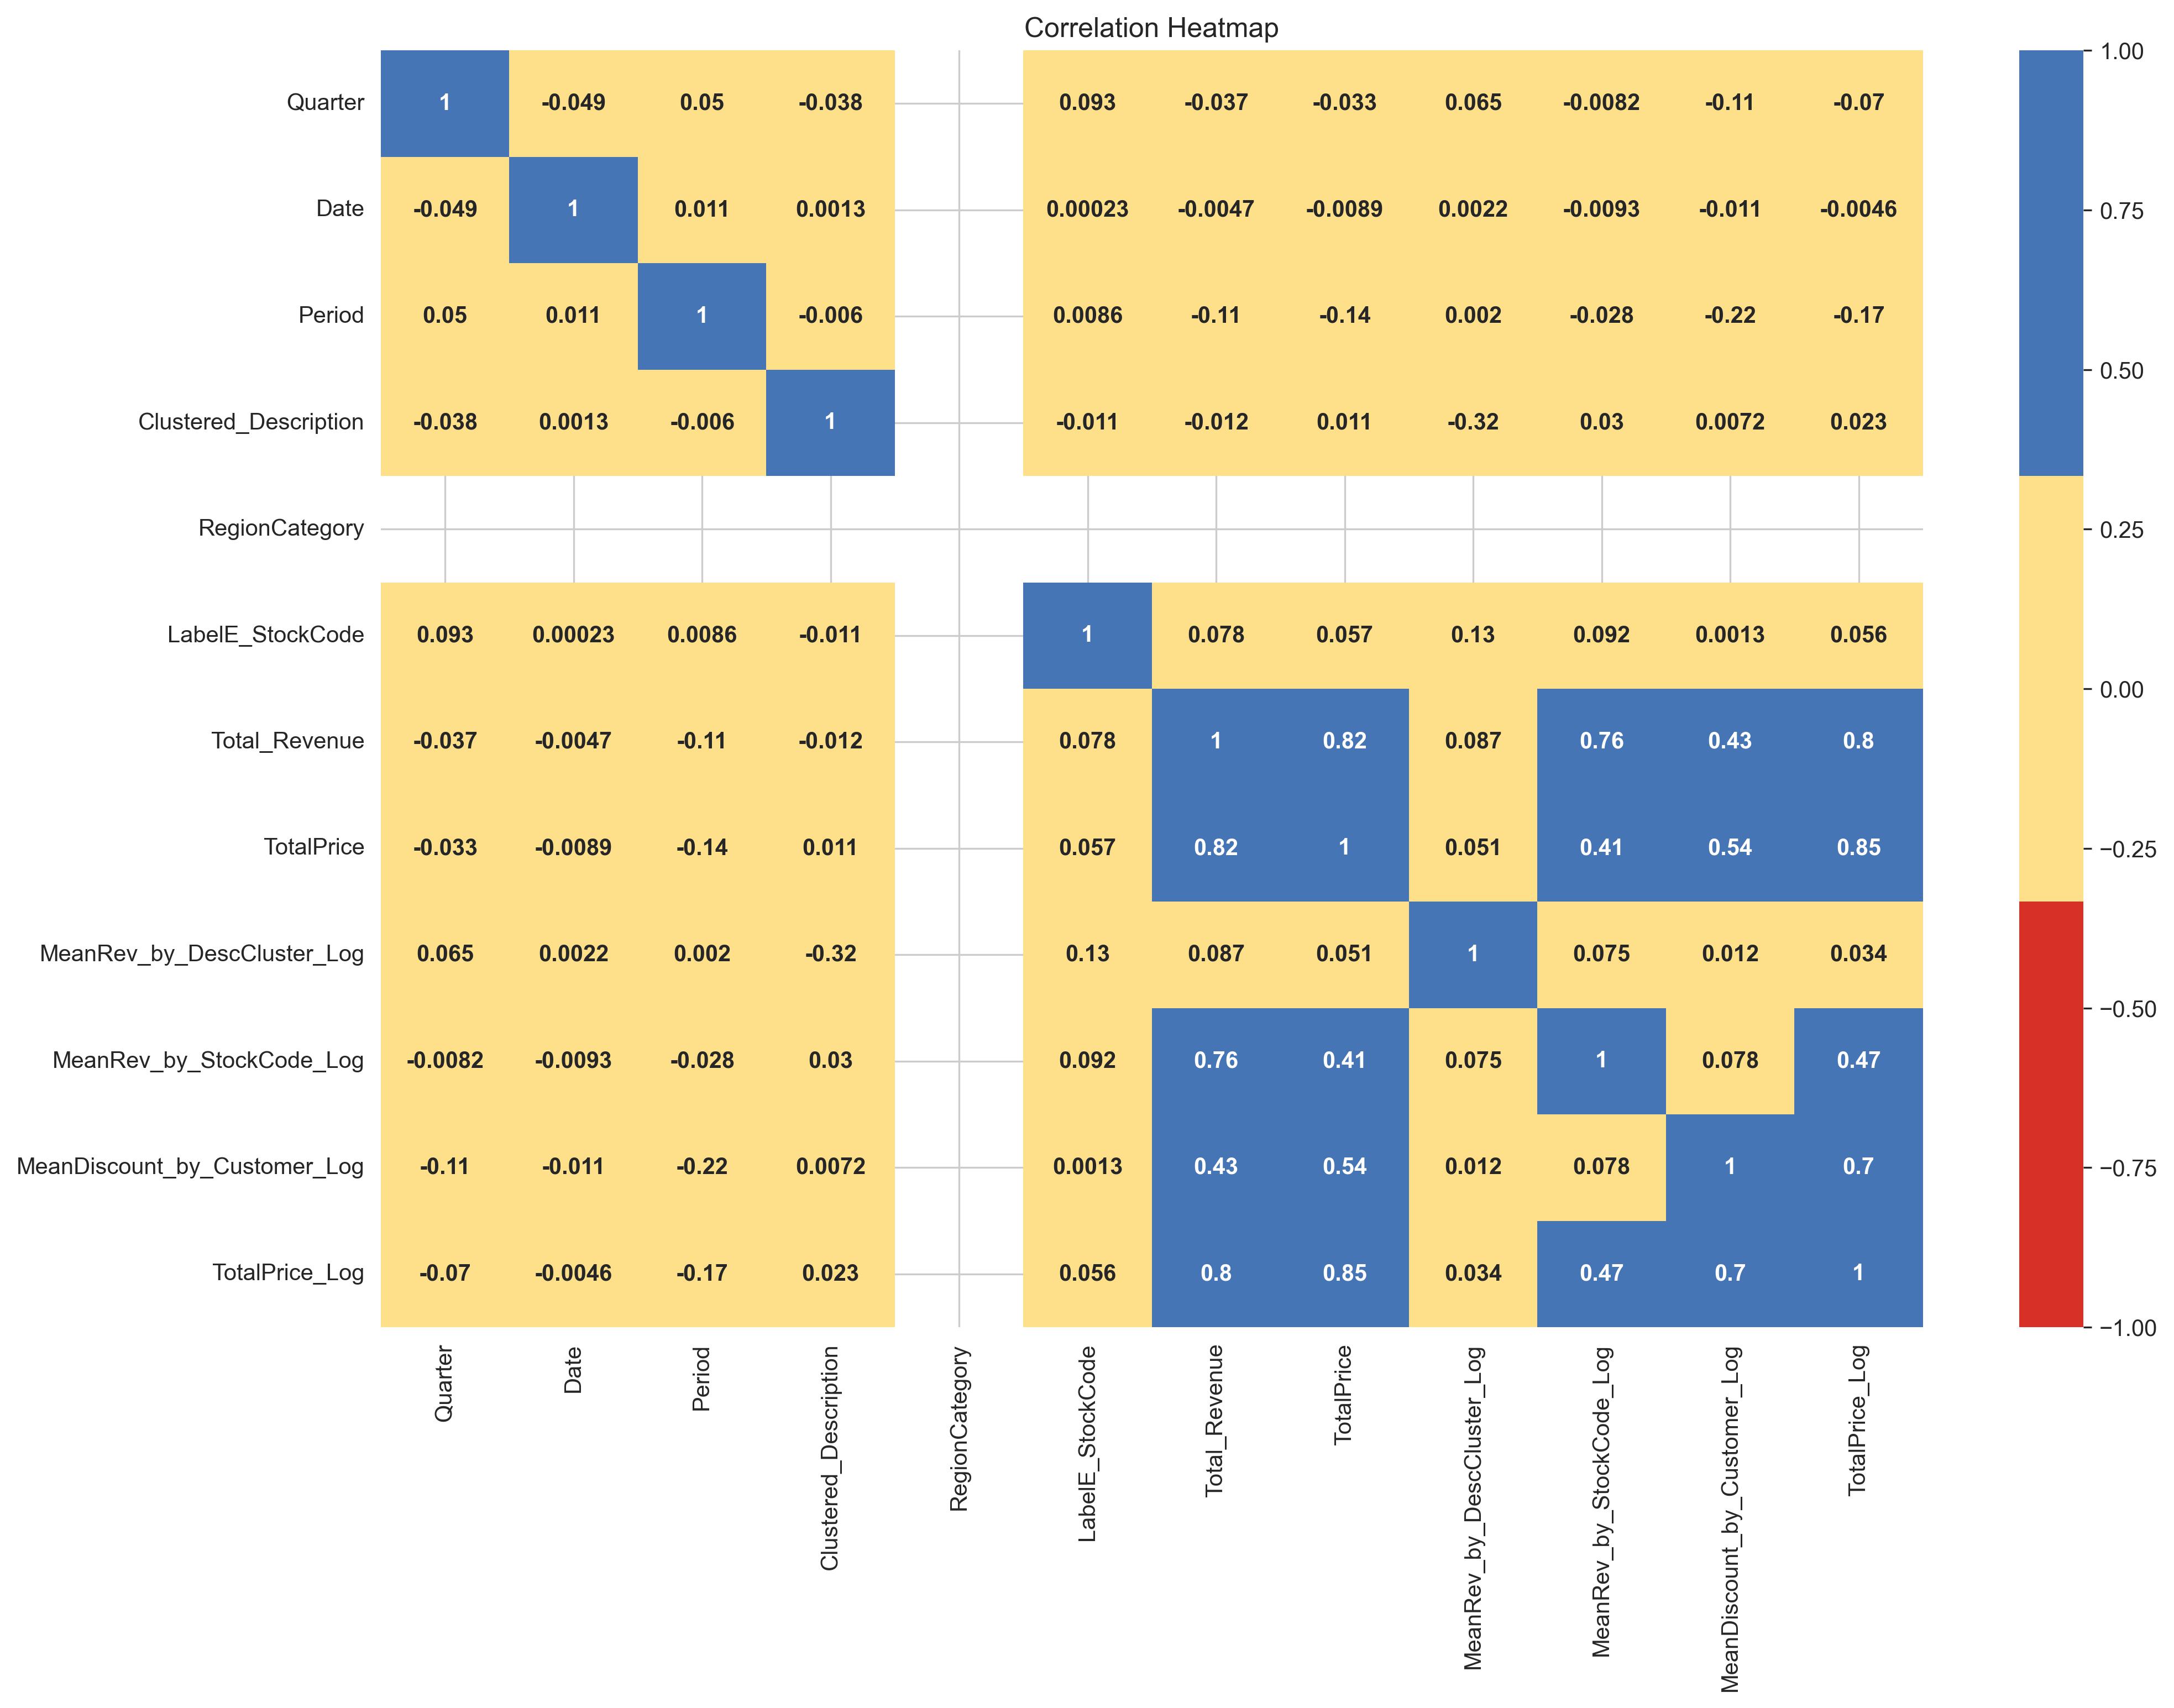 Correlation Heatmap
Quarter 1 -0.049 0.05 -0.038 0.093 -0.037 -0.033 0.065 -0.0082 -0.11 -0.07
Date -0.049 1 0.011 0.0013 0.00023 -0.0047 -0.0089 0.0022 -0.0093 -0.011 -0.0046
Period 0.05 0.011 1 -0.006 0.0086 -0.11 -0.14 0.002 -0.028 -0.22 -0.17
Clustered_Description -0.038 0.0013 -0.006 1 -0.011 -0.012 0.011 -0.32 0.03 0.0072 0.023
RegionCategory
LabelE_StockCode 0.093 0.00023 0.0086 -0.011 1 0.078 0.057 0.13 0.092 0.0013 0.056
Total_Revenue -0.037 -0.0047 -0.11 -0.012 0.078 1 0.82 0.087 0.76 0.43 0.8
TotalPrice -0.033 -0.0089 -0.14 0.011 0.057 0.82 1 0.051 0.41 0.54 0.85
MeanRev_by_DescCluster_Log 0.065 0.0022 0.002 -0.32 0.13 0.087 0.051 1 0.075 0.012 0.034
MeanRev_by_StockCode_Log -0.0082 -0.0093 -0.028 0.03 0.092 0.76 0.41 0.075 1 0.078 0.47
MeanDiscount_by_Customer_Log -0.11 -0.011 -0.22 0.0072 0.0013 0.43 0.54 0.012 0.078 1 0.7
TotalPrice_Log -0.07 -0.0046 -0.17 0.023 0.056 0.8 0.85 0.034 0.47 0.7 1
Quarter
Date
Period
Clustered_Description
RegionCategory
LabelE_StockCode
Total_Revenue
TotalPrice
MeanRev_by_DescCluster_Log
MeanRev_by_StockCode_Log
MeanDiscount_by_Customer_Log
TotalPrice_Log
1.00
0.75
0.50
0.25
0.00
−0.25
−0.50
−0.75
−1.00